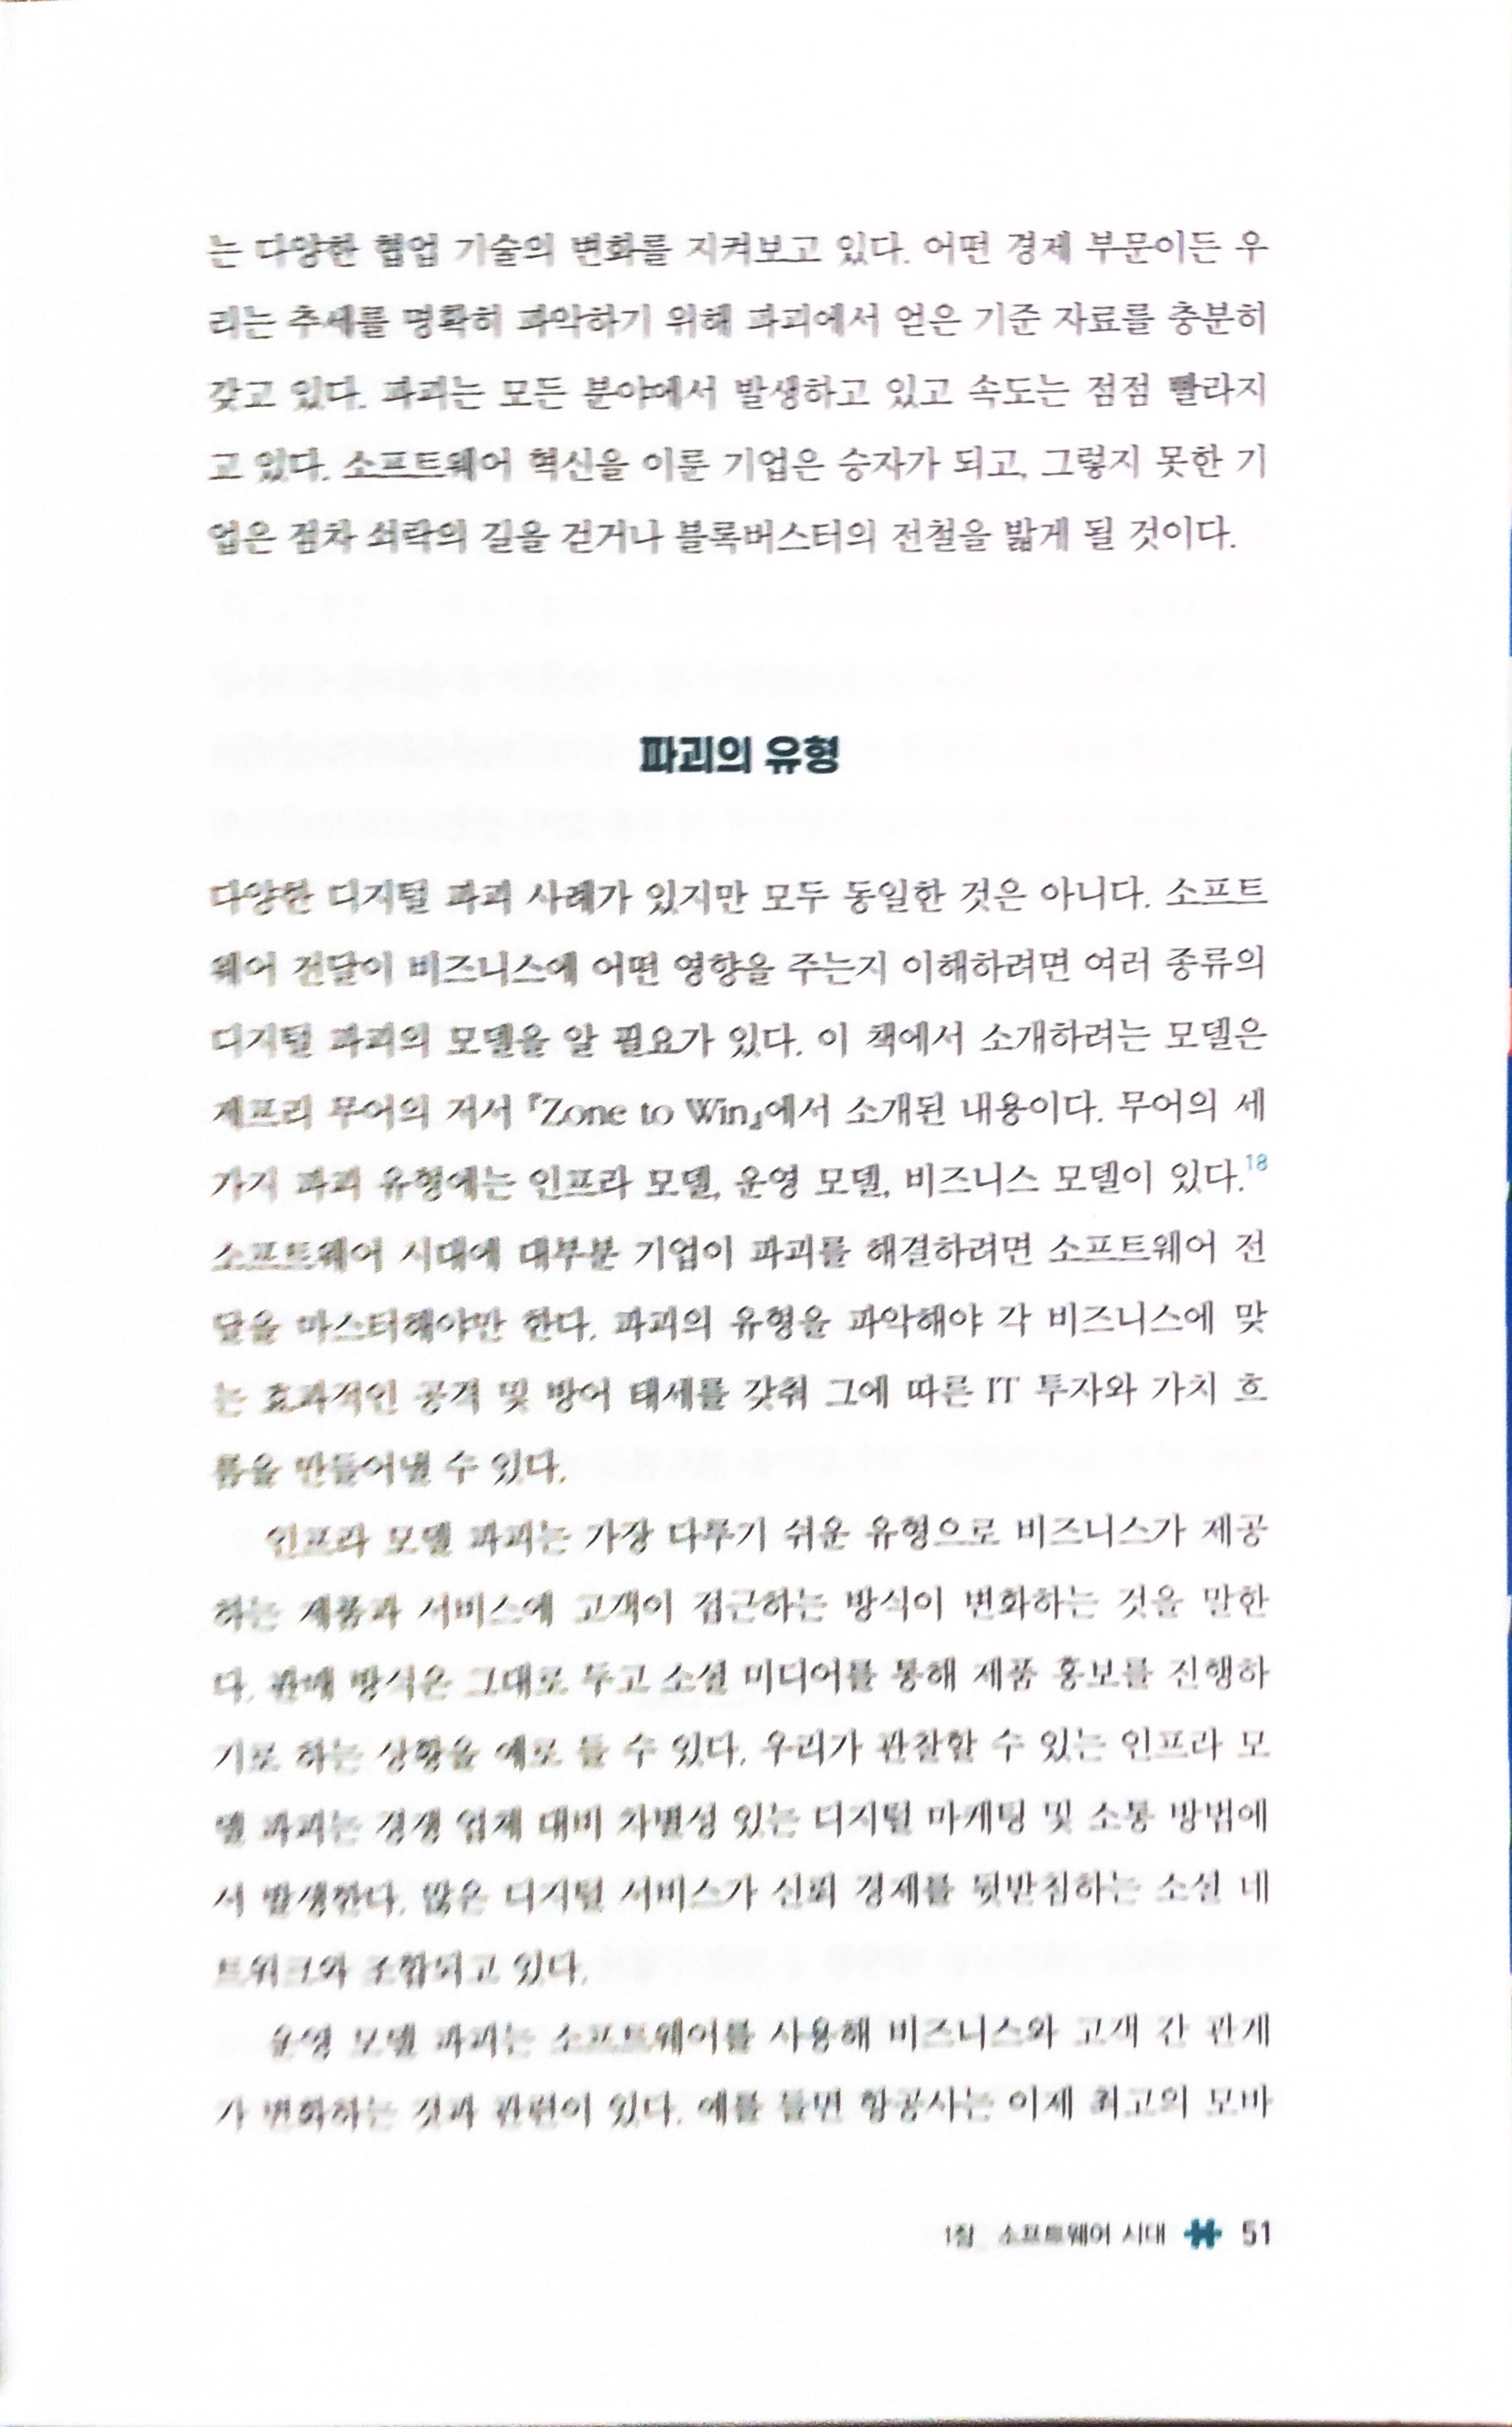 는 다양한 협업 기술의 변화를 지켜보고 있다. 어떤 경제 부문이든 우
리는 추세를 명확히 파악하기 위해 파괴에서 얻은 기준 자료를 충분히
갖고 있다. 파괴는 모든 분야에서 발생하고 있고 속도는 점점 빨라지
고 있다. 소프트웨어 혁신을 이룬 기업은 승자가 되고, 그렇지 못한 기
업은 점차 쇠락의 길을 걷거나 블록버스터의 전철을 밟게 될 것이다.
파괴의 유형
다양한 디지털 파괴 사례가 있지만 모두 동일한 것은 아니다. 소프트
웨어 전달이 비즈니스에 어떤 영향을 주는지 이해하려면 여러 종류의
디지털 파괴의 모델을 알 필요가 있다. 이 책에서 소개하려는 모델은
제프리 무어의 저서 『Zone to Win』에서 소개된 내용이다. 무어의 세
가지 파괴 유형에는 인프라 모델, 운영 모델, 비즈니스 모델이 있다.18
소프트웨어 시대에 대부분 기업이 파괴를 해결하려면 소프트웨어 전
달을 마스터해야만 한다. 파괴의 유형을 파악해야 각 비즈니스에 맞
는 효과적인 공격 및 방어 태세를 갖춰 그에 따른 IT 투자와 가치 흐
름을 만들어낼 수 있다.
인프라 모델 파괴는 가장 다루기 쉬운 유형으로 비즈니스가 제공
하는 제품과 서비스에 고객이 접근하는 방식이 변화하는 것을 말한
다. 판매 방식은 그대로 두고 소셜 미디어를 통해 제품 홍보를 진행하
기로 하는 상황을 예로 들 수 있다. 우리가 관찰할 수 있는 인프라 모
델 파괴는 경쟁 업체 대비 차별성 있는 디지털 마케팅 및 소통 방법에
서 발생한다. 많은 디지털 서비스가 신뢰 경제를 뒷받침하는 소셜 네
트워크와 조합되고 있다.
운영 모델 파괴는 소프트웨어를 사용해 비즈니스와 고객 간 관계
가 변화하는 것과 관련이 있다. 예를 들면 항공사는 이제 최고의 모바
1장 소프트웨어 시대 51